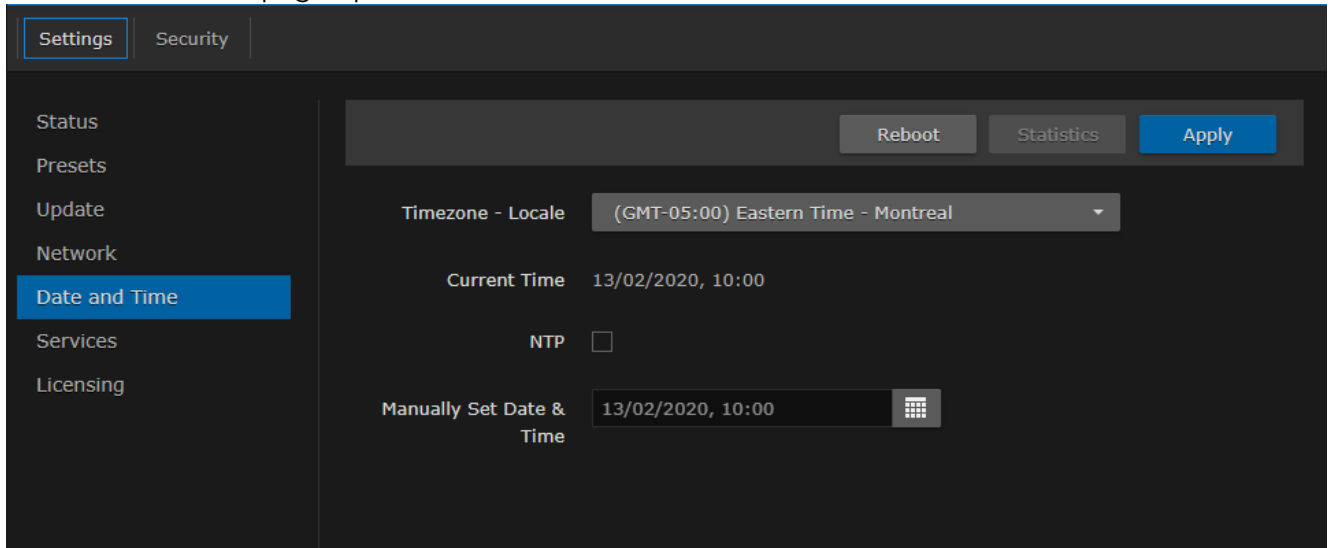 Settings Security
Status
Presets
Update
Network
Date and Time
Services
Licensing
Reboot Statistics Apply
Timezone - Locale (GMT-05:00) Eastern Time - Montreal
Current Time 13/02/2020, 10:00
NTP
Manually Set Date & 13/02/2020, 10:00
Time